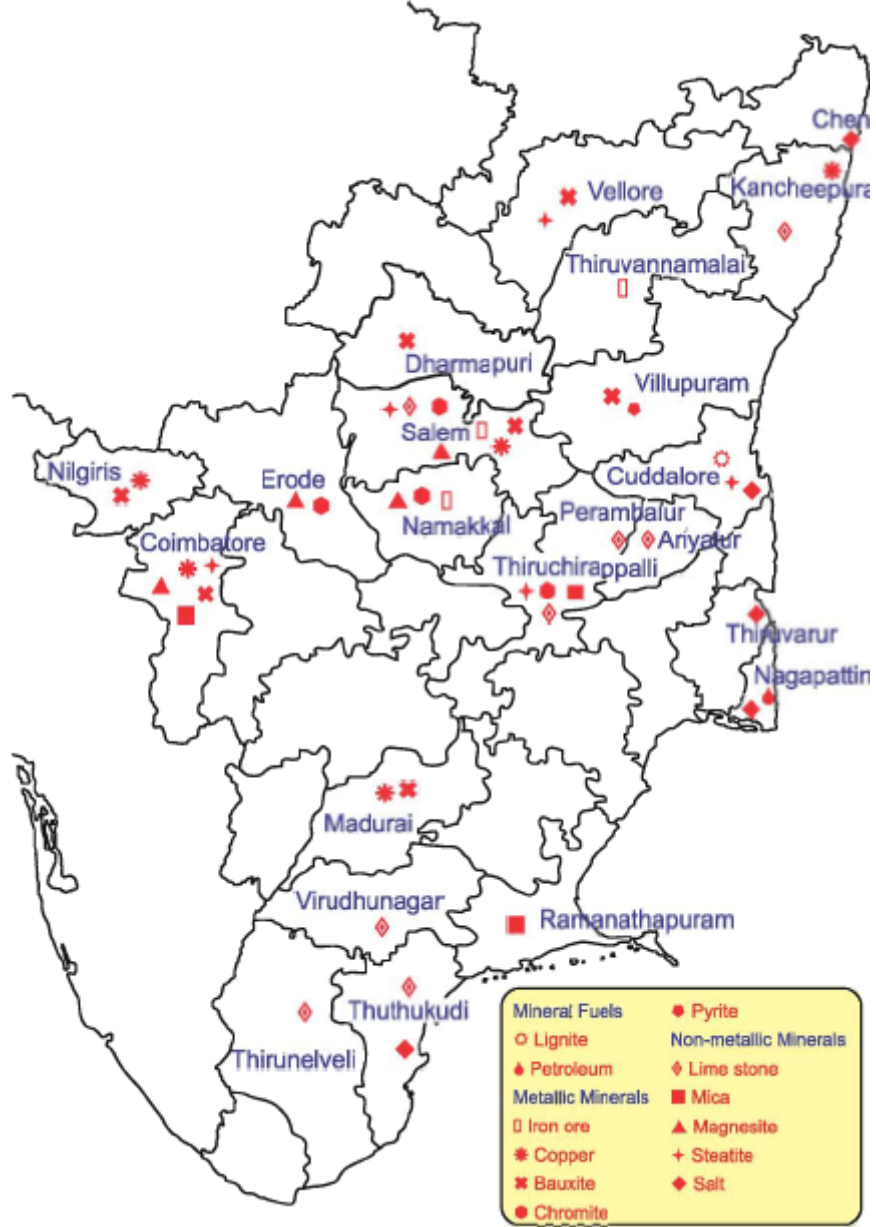 Chen
Kancheepura
Vellore
Thiruvannamalai
Dharmapuri
Villupuram
Salem
Nilgiris
Erode
Cuddalore
Namakkal
Perambalur
Ariyalur
Coimbatore
Thiruchirappalli
Thiruvarur
Nagapattin
Madurai
Virudhunagar
Ramanathapuram
Thuthukudi
Thirunelveli
Mineral Fuels
Lignite
Petroleum
Metallic Minerals
Iron ore
Copper
Bauxite
Chromite
Pyrite
Non-metallic Minerals
Lime stone
Mica
Magnesite
Steatite
Salt